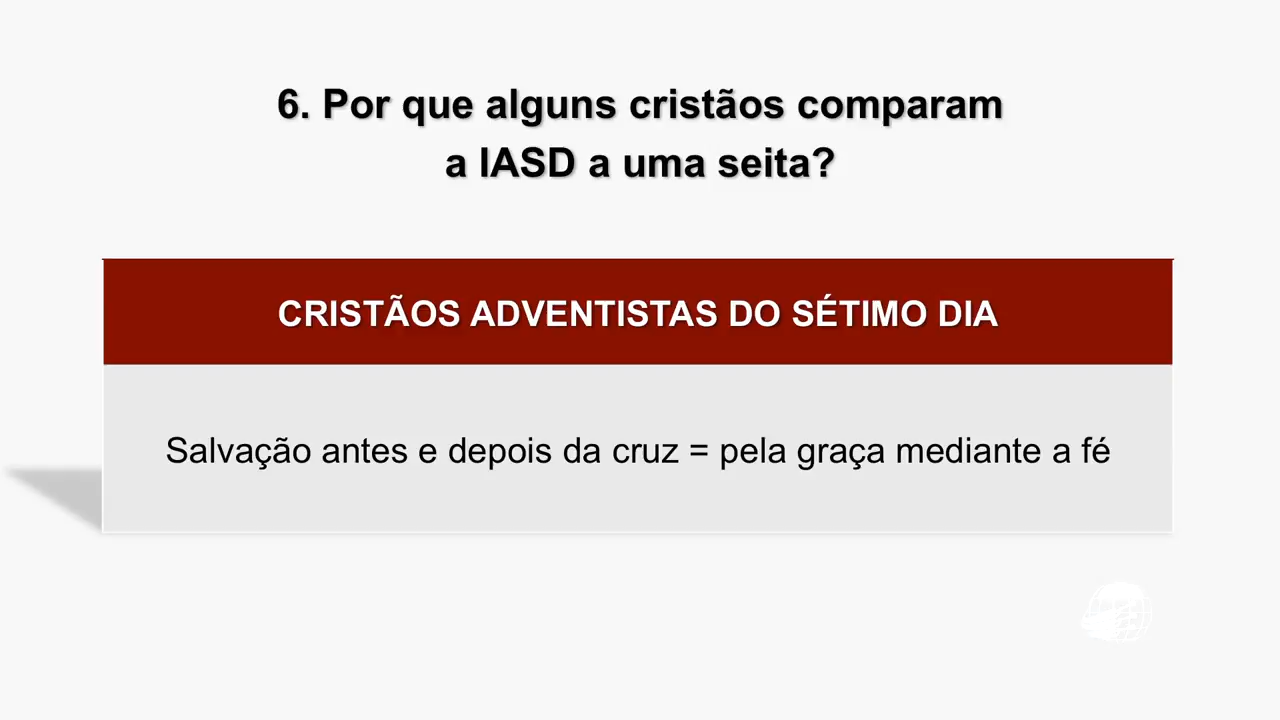 6. Por que alguns cristãos comparam
a IASD a uma seita?
CRISTÃOS ADVENTISTAS DO SÉTIMO DIA
Salvação antes e depois da cruz = pela graça mediante a fé